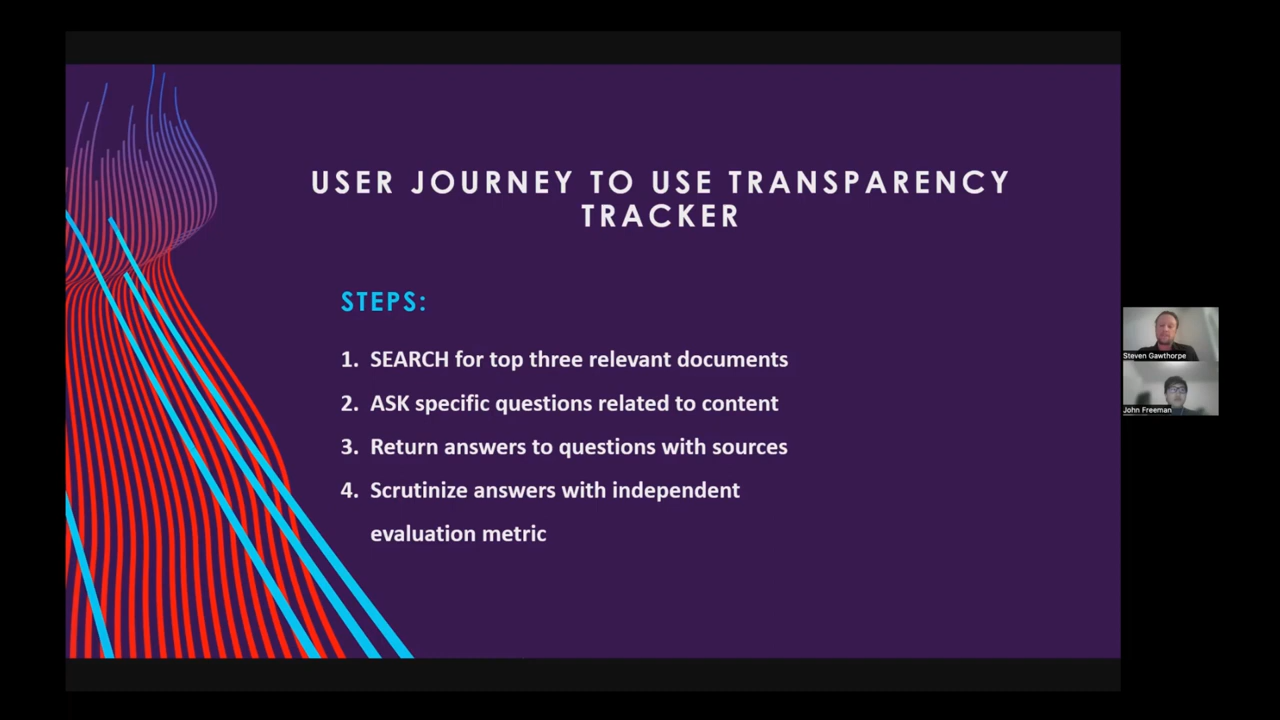 USER JOURNEY TO USE TRANSPARENCY
TRACKER
STEPS:
1. SEARCH for top three relevant documents
2. ASK specific questions related to content
3. Return answers to questions with sources
4. Scrutinize answers with independent
evaluation metric
Steven Gawthorpe
John Freeman